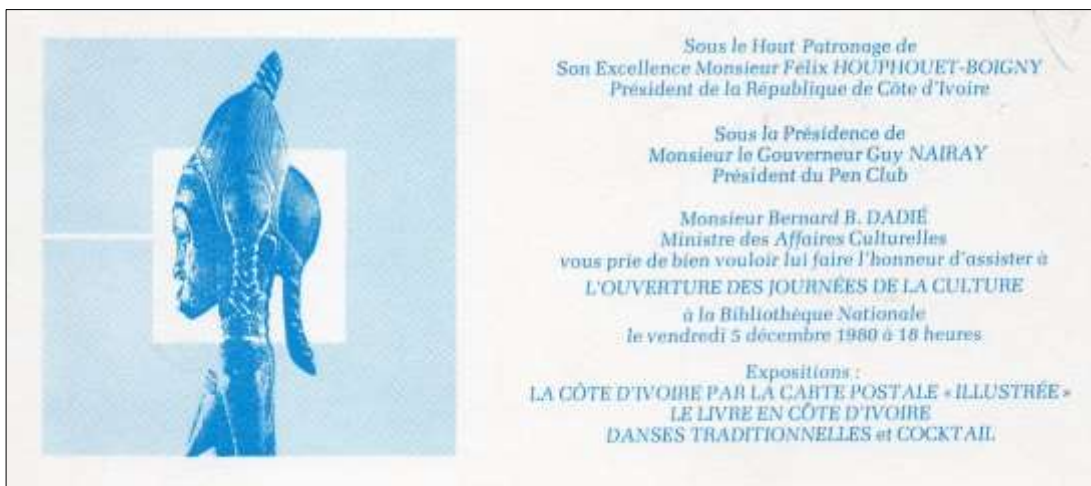 Sous le Haut Patronage de
Son Excellence Monsieur Félix HOUPHOUET-BOIGNY
Président de la République de Côte d'Ivoire
Sous la Présidence de
Monsieur le Gouverneur Guy NAIRAY
Président du Pen Club
Monsieur Bernard B. DADIÉ
Ministre des Affaires Culturelles
vous prie de bien vouloir lui faire l'honneur d'assister à
L'OUVERTURE DES JOURNÉES DE LA CULTURE
à la Bibliothèque Nationale
le vendredi 5 décembre 1980 à 18 heures
Expositions :
LA CÔTE D'IVOIRE PAR LA CARTE POSTALE « ILLUSTRÉE »
LE LIVRE EN CÔTE D'IVOIRE
DANSES TRADITIONNELLES et COCKTAIL